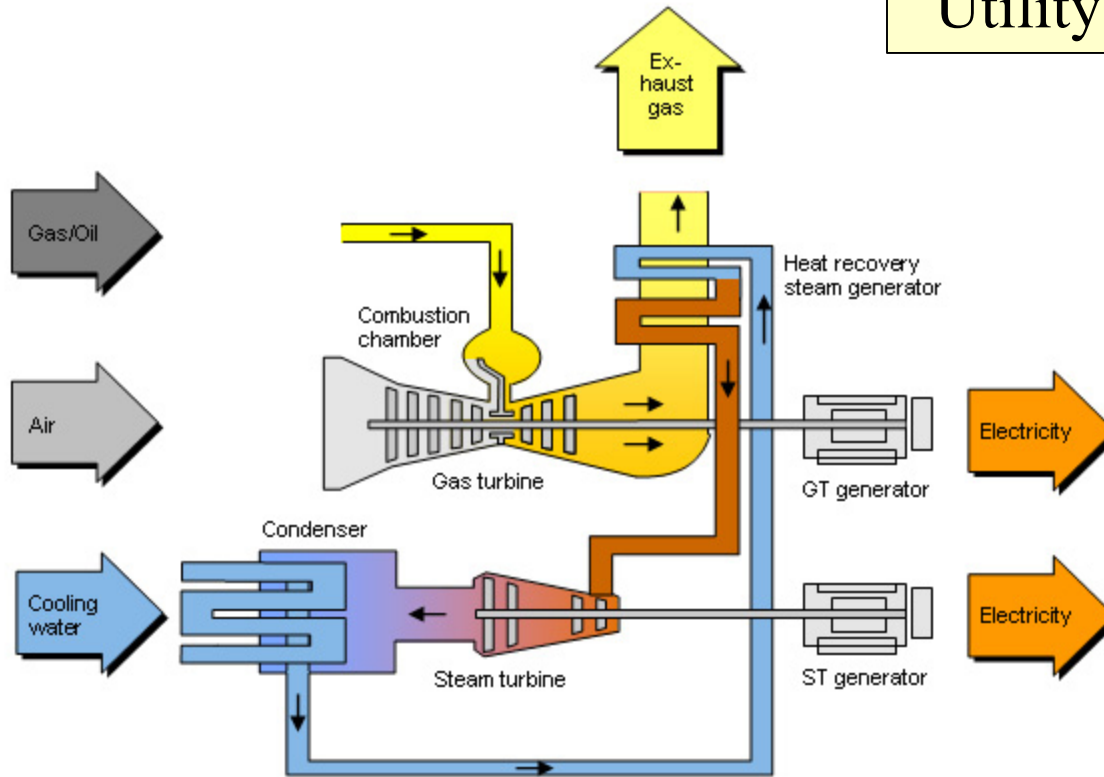 Utility
Ex-
haust
gas
Gas/Oil
Heat recovery
steam generator
Combustion
chamber
Air
Electricity
Gas turbine
GT generator
Condenser
Cooling
water
Electricity
Steam turbine
ST generator